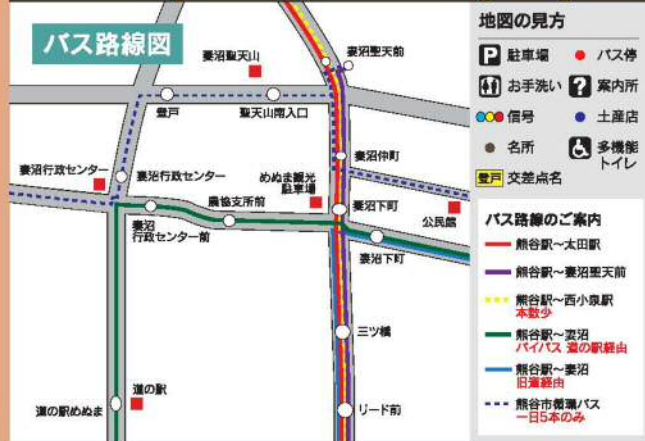 バス路線図
妻沼聖天山
妻沼聖天前
登戸
聖天山南入口
妻沼仲町
妻沼行政センター
妻沼行政センター
めぬま観光
駐車場
農協支所前
妻沼下町
公民館
妻沼
行政センター前
妻沼下町
三ツ橋
道の駅
道の駅めぬま
リード前
地図の見方
P 駐車場
バス停
お手洗い
? 案内所
信号
土産店
名所
多機能
トイレ
登戸 交差点名
バス路線のご案内
熊谷駅〜太田駅
熊谷駅〜妻沼聖天前
熊谷駅〜西小泉駅
本数少
熊谷駅〜妻沼
バイパス 道の駅経由
熊谷駅〜妻沼
旧道経由
熊谷市循環バス
一日5本のみ